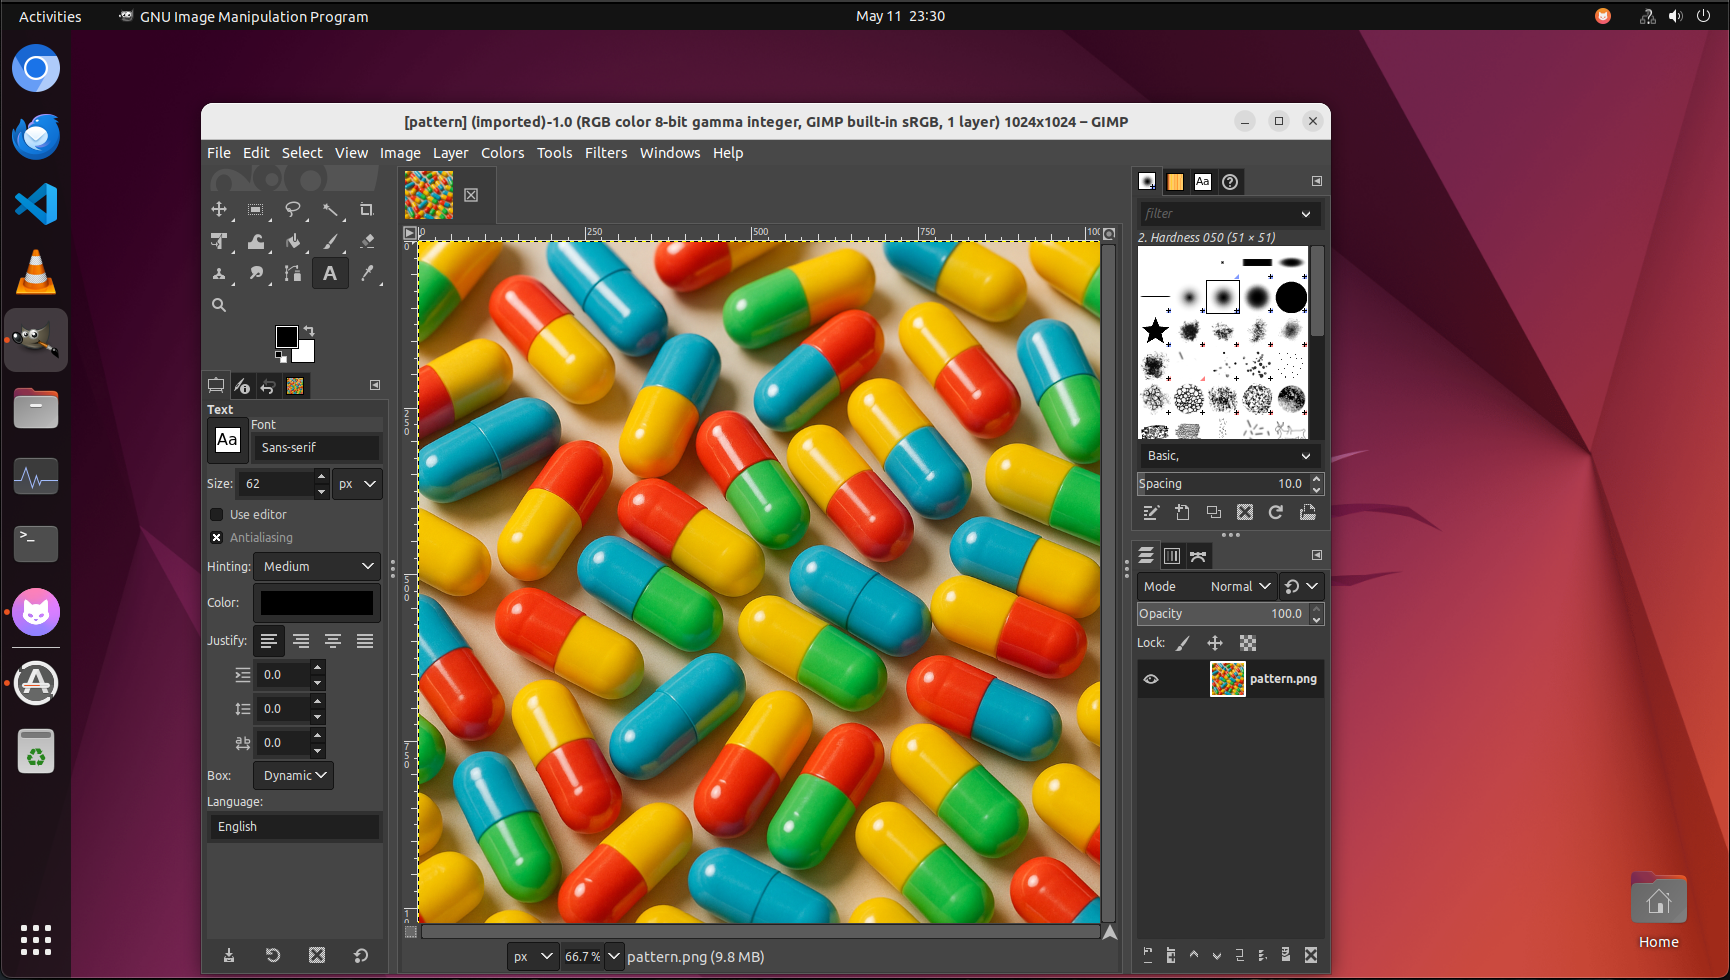 Activities
GNU Image Manipulation Program
May 11 23:30
[pattern] (imported)-1.0 (RGB color 8-bit gamma integer, GIMP built-in sRGB, 1 layer) 1024x1024 – GIMP
File Edit Select View Image Layer Colors Tools Filters Windows Help
filter
2. Hardness 050 (51 × 51)
0 250 500 750
250
500
750
A
Text
Font
Aa
Sans-serif
Size: 62 px
Use editor
Antialiasing
Hinting: Medium
Color:
Justify:
0.0
0.0
0.0
Box: Dynamic
Language:
English
px 66.7 % pattern.png (9.8 MB)
Aa
Basic,
Spacing 10.0
Mode Normal
Opacity 100.0
Lock:
pattern.png
Home